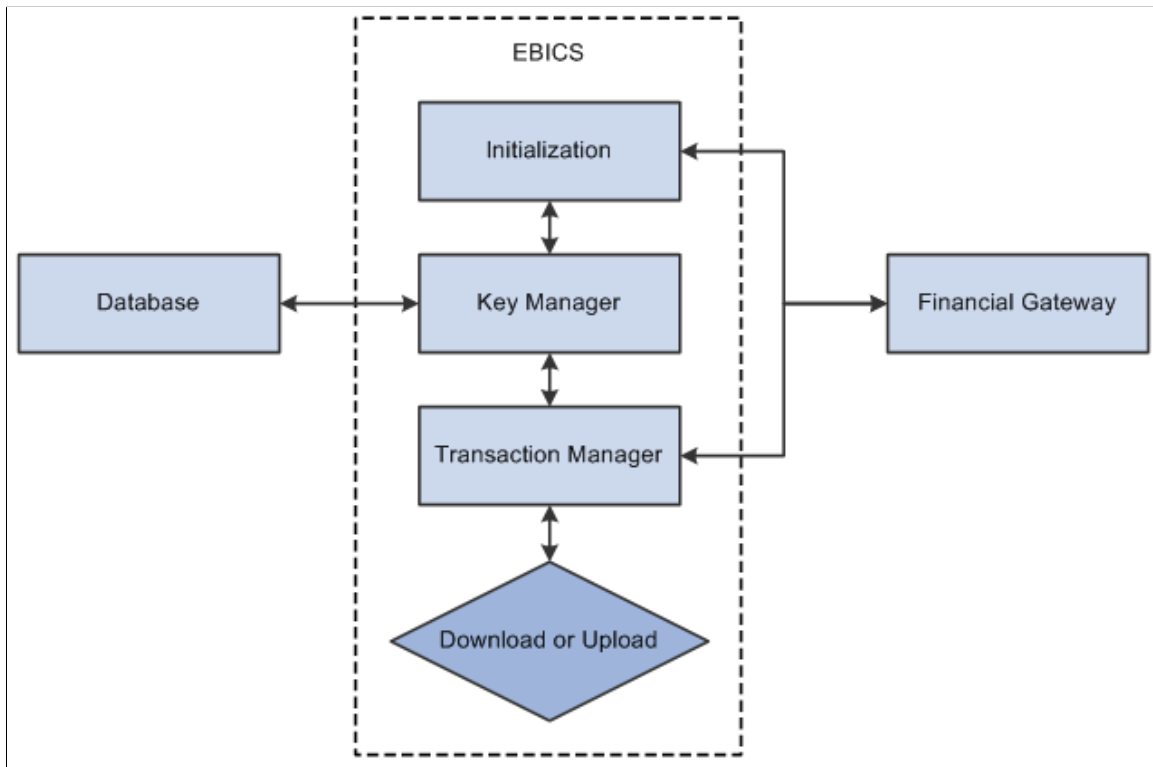 EBICS
Initialization
Database
Key Manager
Financial Gateway
Transaction Manager
Download or Upload